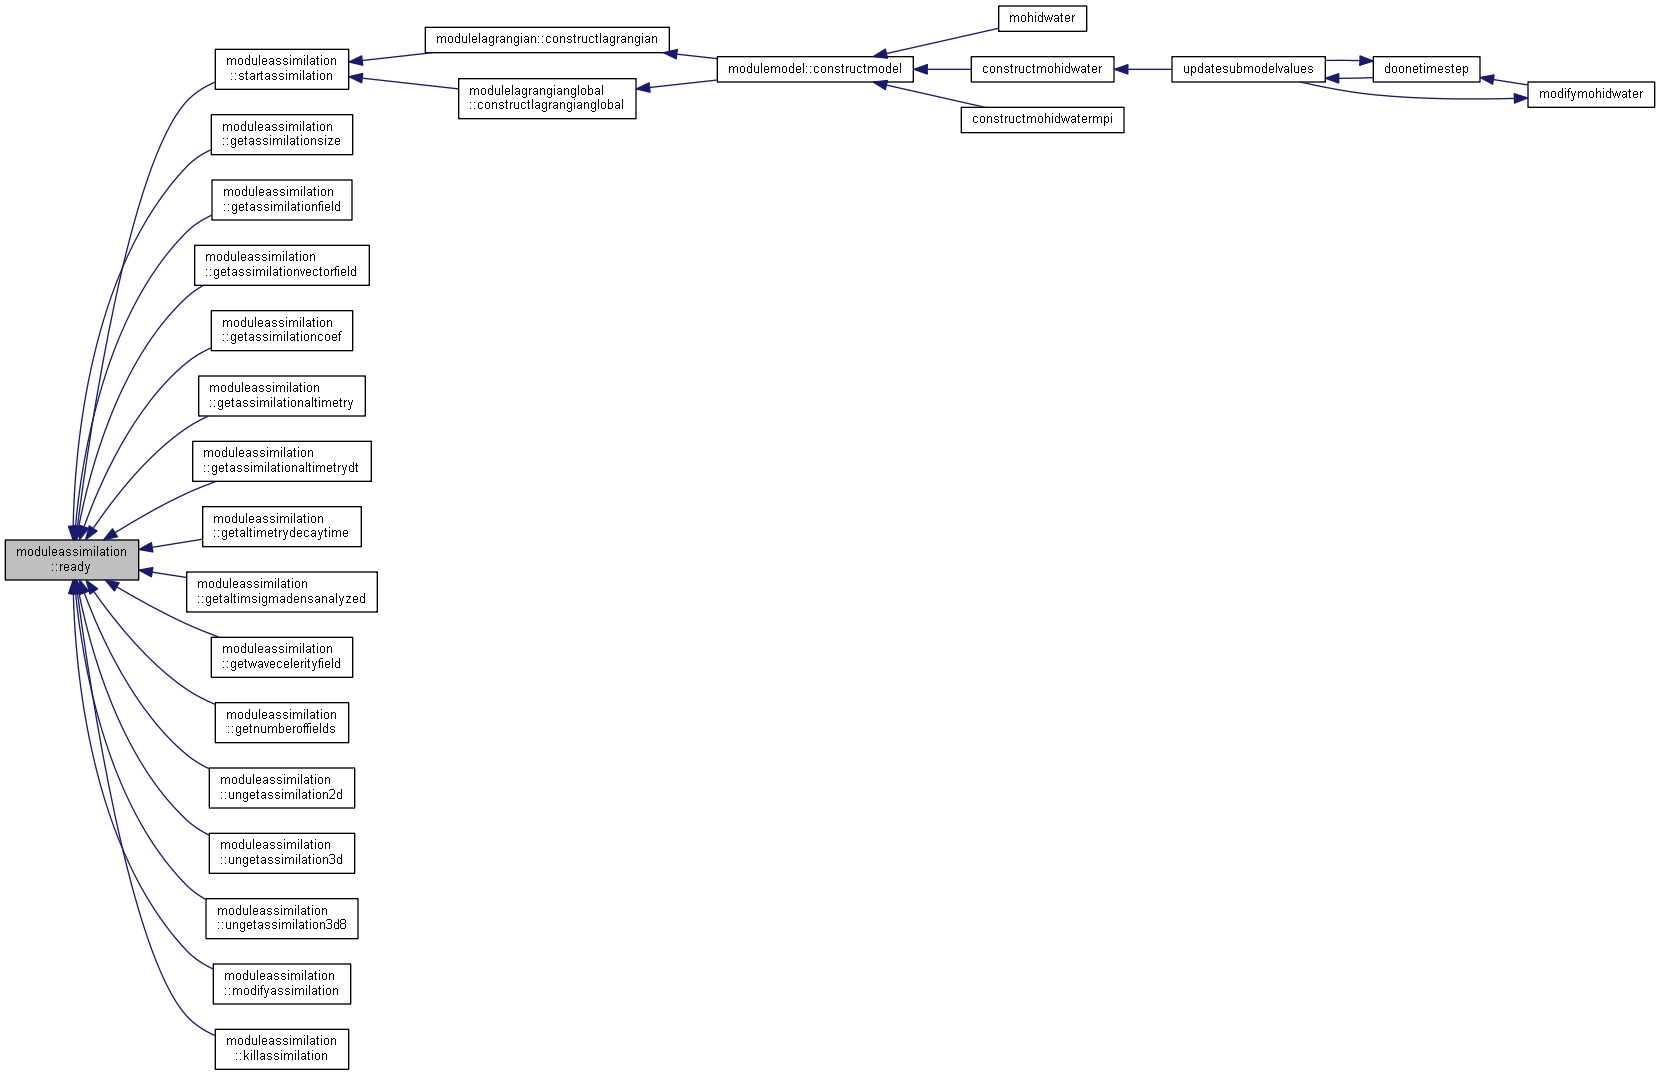 mohidwater
modulelagrangian::constructlagrangian
moduleassimilation
::startassimilation
modulemodel::constructmodel
constructmohidwater
updatesubmodelvalues
doonetimestep
modulelagrangianglobal
::constructlagrangianglobal
modifymohidwater
constructmohidwatermpi
moduleassimilation
::getassimilationsize
moduleassimilation
::getassimilationfield
moduleassimilation
::getassimilationvectorfield
moduleassimilation
::getassimilationcoef
moduleassimilation
::getassimilationaltimetry
moduleassimilation
::getassimilationaltimetrydt
moduleassimilation
::getaltimetrydecaytime
moduleassimilation
::ready
moduleassimilation
::getaltimsigmadensanalyzed
moduleassimilation
::getwavecelerityfield
moduleassimilation
::getnumberoffields
moduleassimilation
::ungetassimilation2d
moduleassimilation
::ungetassimilation3d
moduleassimilation
::ungetassimilation3d8
moduleassimilation
::modifyassimilation
moduleassimilation
::killassimilation